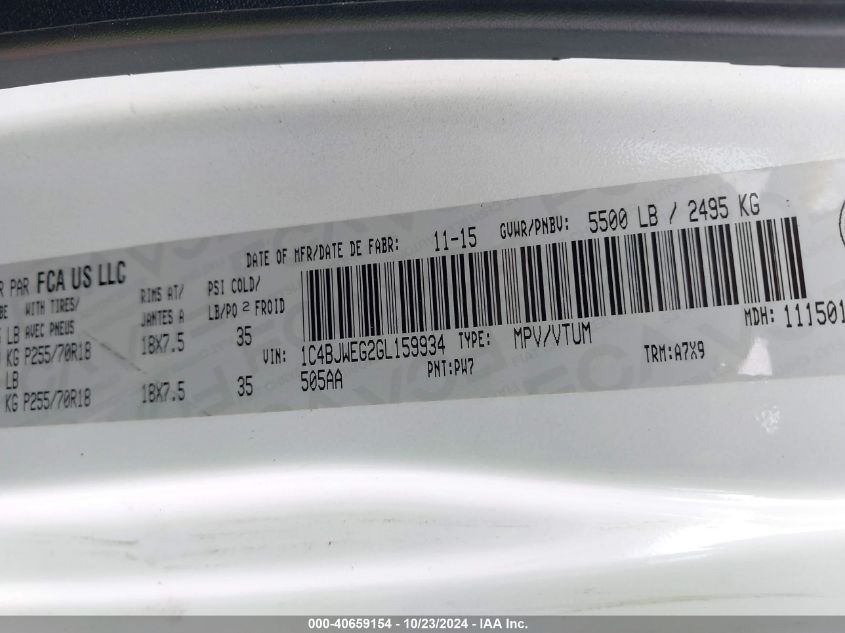 R PAR FCA US LLC
DATE OF MFR/DATE DE FABR: 11-15 GVWR/PNBV: 5500 LB / 2495 KG
WITH TIRES/ RIMS AT/ PSI COLD/
LB AVEC PNEUS JANTES A LB/PO 2 FROID
KG P255/70R18 18X7.5 35
LB
KG P255/70R18 18X7.5 35
VIN: 1C4BJWEG2GL159934 TYPE: MPV/VTUM MDH: 111501
505AA PNT:PW7 TRM:A7X9
000-40659154 - 10/23/2024 - IAA Inc.